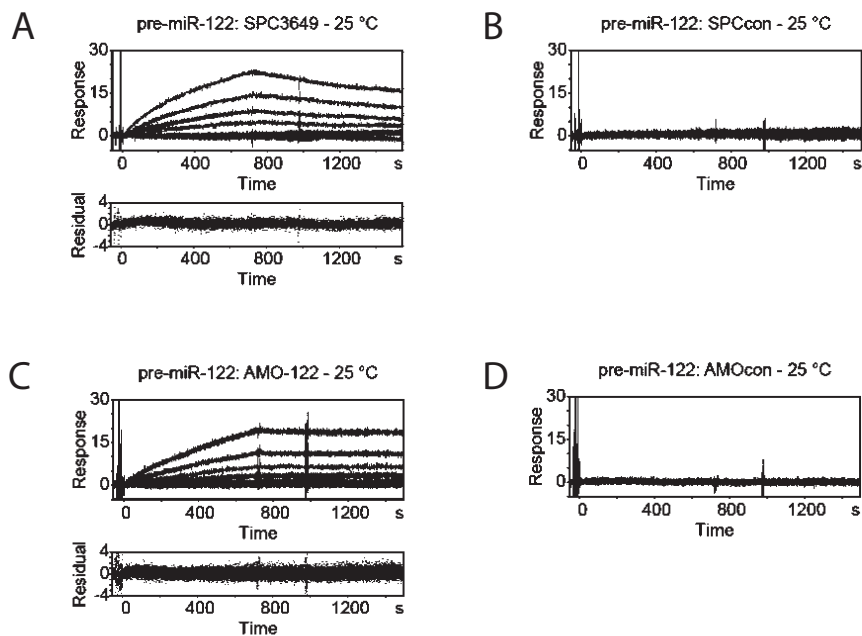 A
pre-miR-122: SPC3649 - 25 °C
30
15
0
Response
0 400 800 1200 s
Time
4
0
-4
Residual
0 400 800 1200 s
Time
B
pre-miR-122: SPCcon - 25 °C
30
15
0
Response
0 400 800 1200 s
Time
C
pre-miR-122: AMO-122 - 25 °C
30
15
0
Response
0 400 800 1200 s
Time
4
0
-4
Residual
0 400 800 1200 s
Time
D
pre-miR-122: AMOcon - 25 °C
30
15
0
Response
0 400 800 1200 s
Time